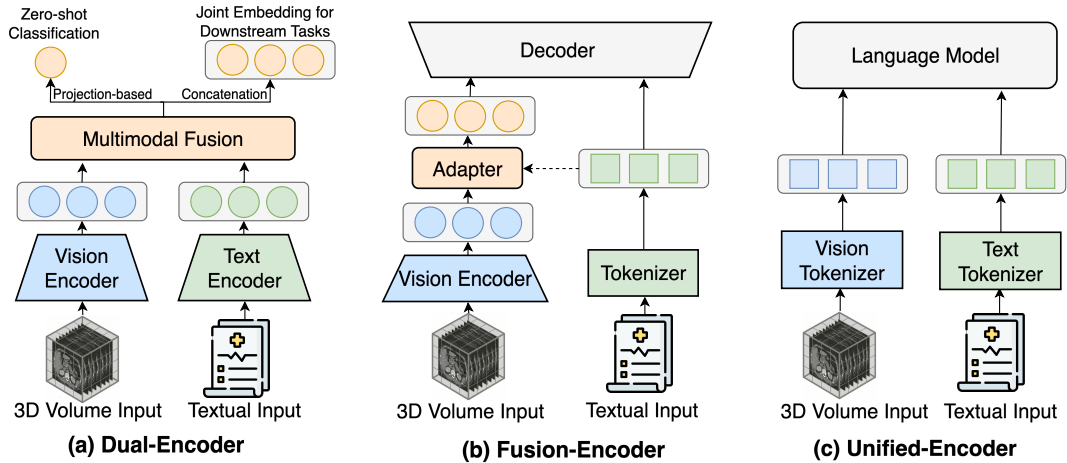 Zero-shot
Classification
Joint Embedding for
Downstream Tasks
Projection-based
Concatenation
Multimodal Fusion
Vision
Encoder
Text
Encoder
3D Volume Input
Textual Input
(a) Dual-Encoder
Decoder
Adapter
Vision Encoder
Tokenizer
3D Volume Input
Textual Input
(b) Fusion-Encoder
Language Model
Vision
Tokenizer
Text
Tokenizer
3D Volume Input
Textual Input
(c) Unified-Encoder